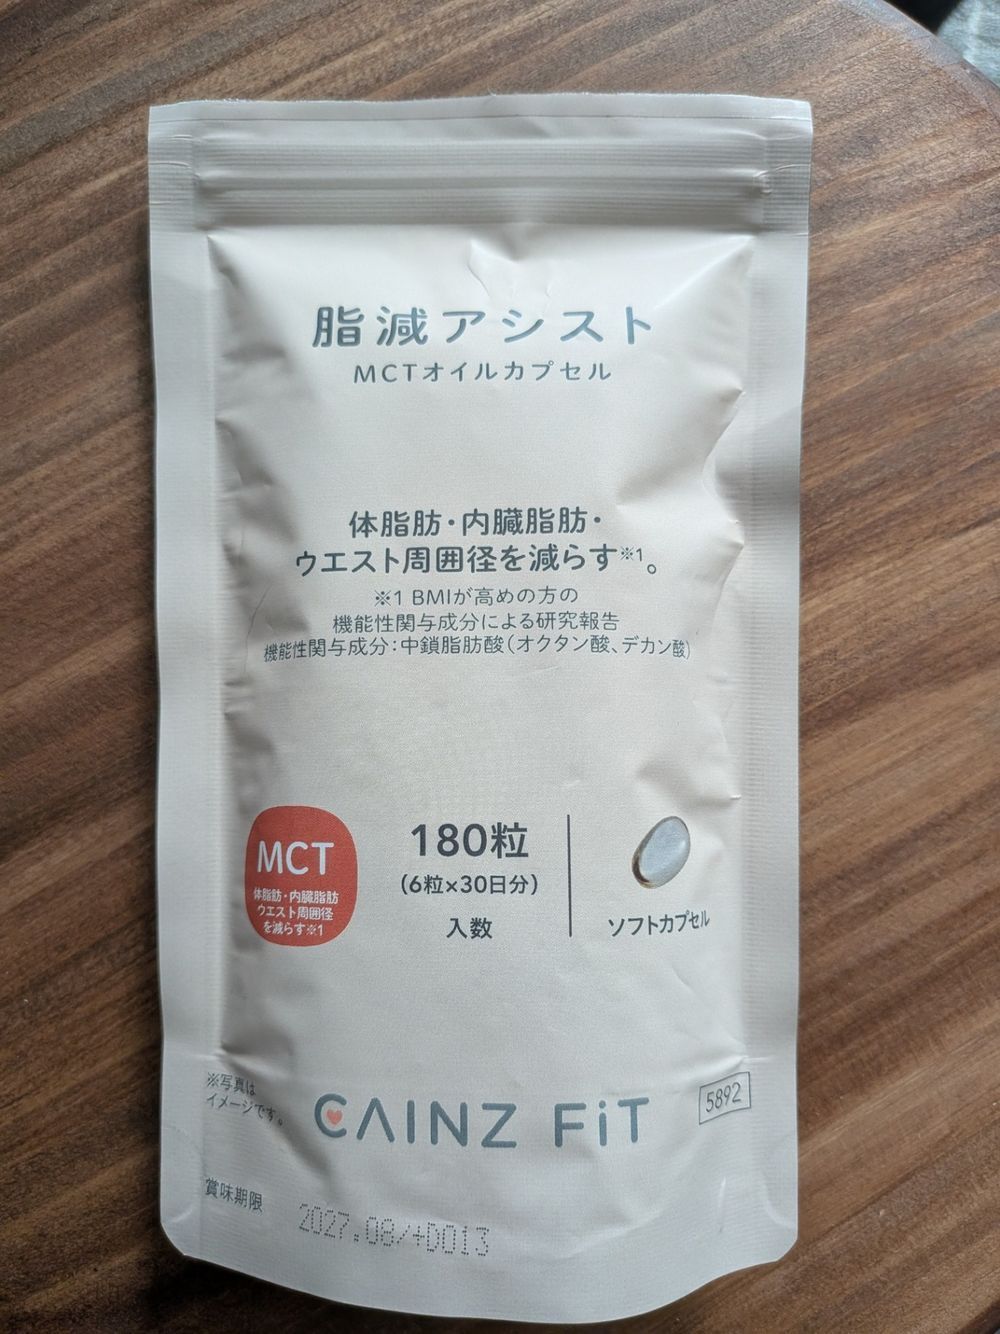 脂減アシスト
MCTオイルカプセル
体脂肪・内臓脂肪・
ウエスト周囲径を減らす※1。
※1 BMIが高めの方の
機能性関与成分による研究報告
機能性関与成分：中鎖脂肪酸（オクタン酸、デカン酸）
MCT
体脂肪・内臓脂肪
ウエスト周囲径
を減らす※1
180粒
(6粒×30日分)
入数
ソフトカプセル
※写真は
イメージです。
CAINZ FiT
5892
賞味期限
2027.08/+D013